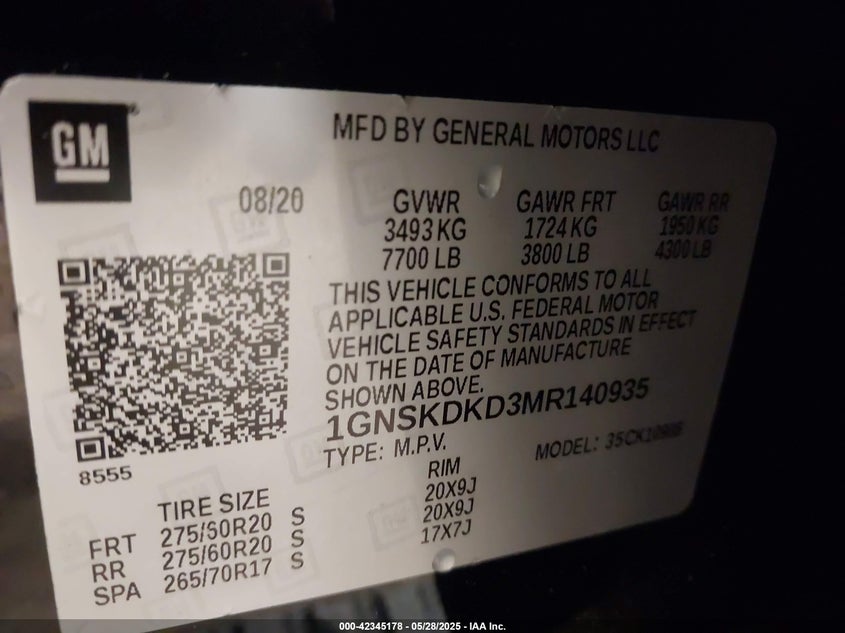 GM
MFD BY GENERAL MOTORS LLC
08/20
GVWR GAWR FRT GAWR RR
3493 KG 1724 KG 1950 KG
7700 LB 3800 LB 4300 LB
THIS VEHICLE CONFORMS TO ALL
APPLICABLE U.S. FEDERAL MOTOR
VEHICLE SAFETY STANDARDS IN EFFECT
ON THE DATE OF MANUFACTURE
SHOWN ABOVE.
1GNSKDKD3MR140935
TYPE: M.P.V. MODEL:
8555
TIRE SIZE RIM
FRT 275/60R20 S 20X9J
RR 275/60R20 S 20X9J
SPA 265/70R17 S 17X7J
000-42345178 - 05/28/2025 - IAA Inc.